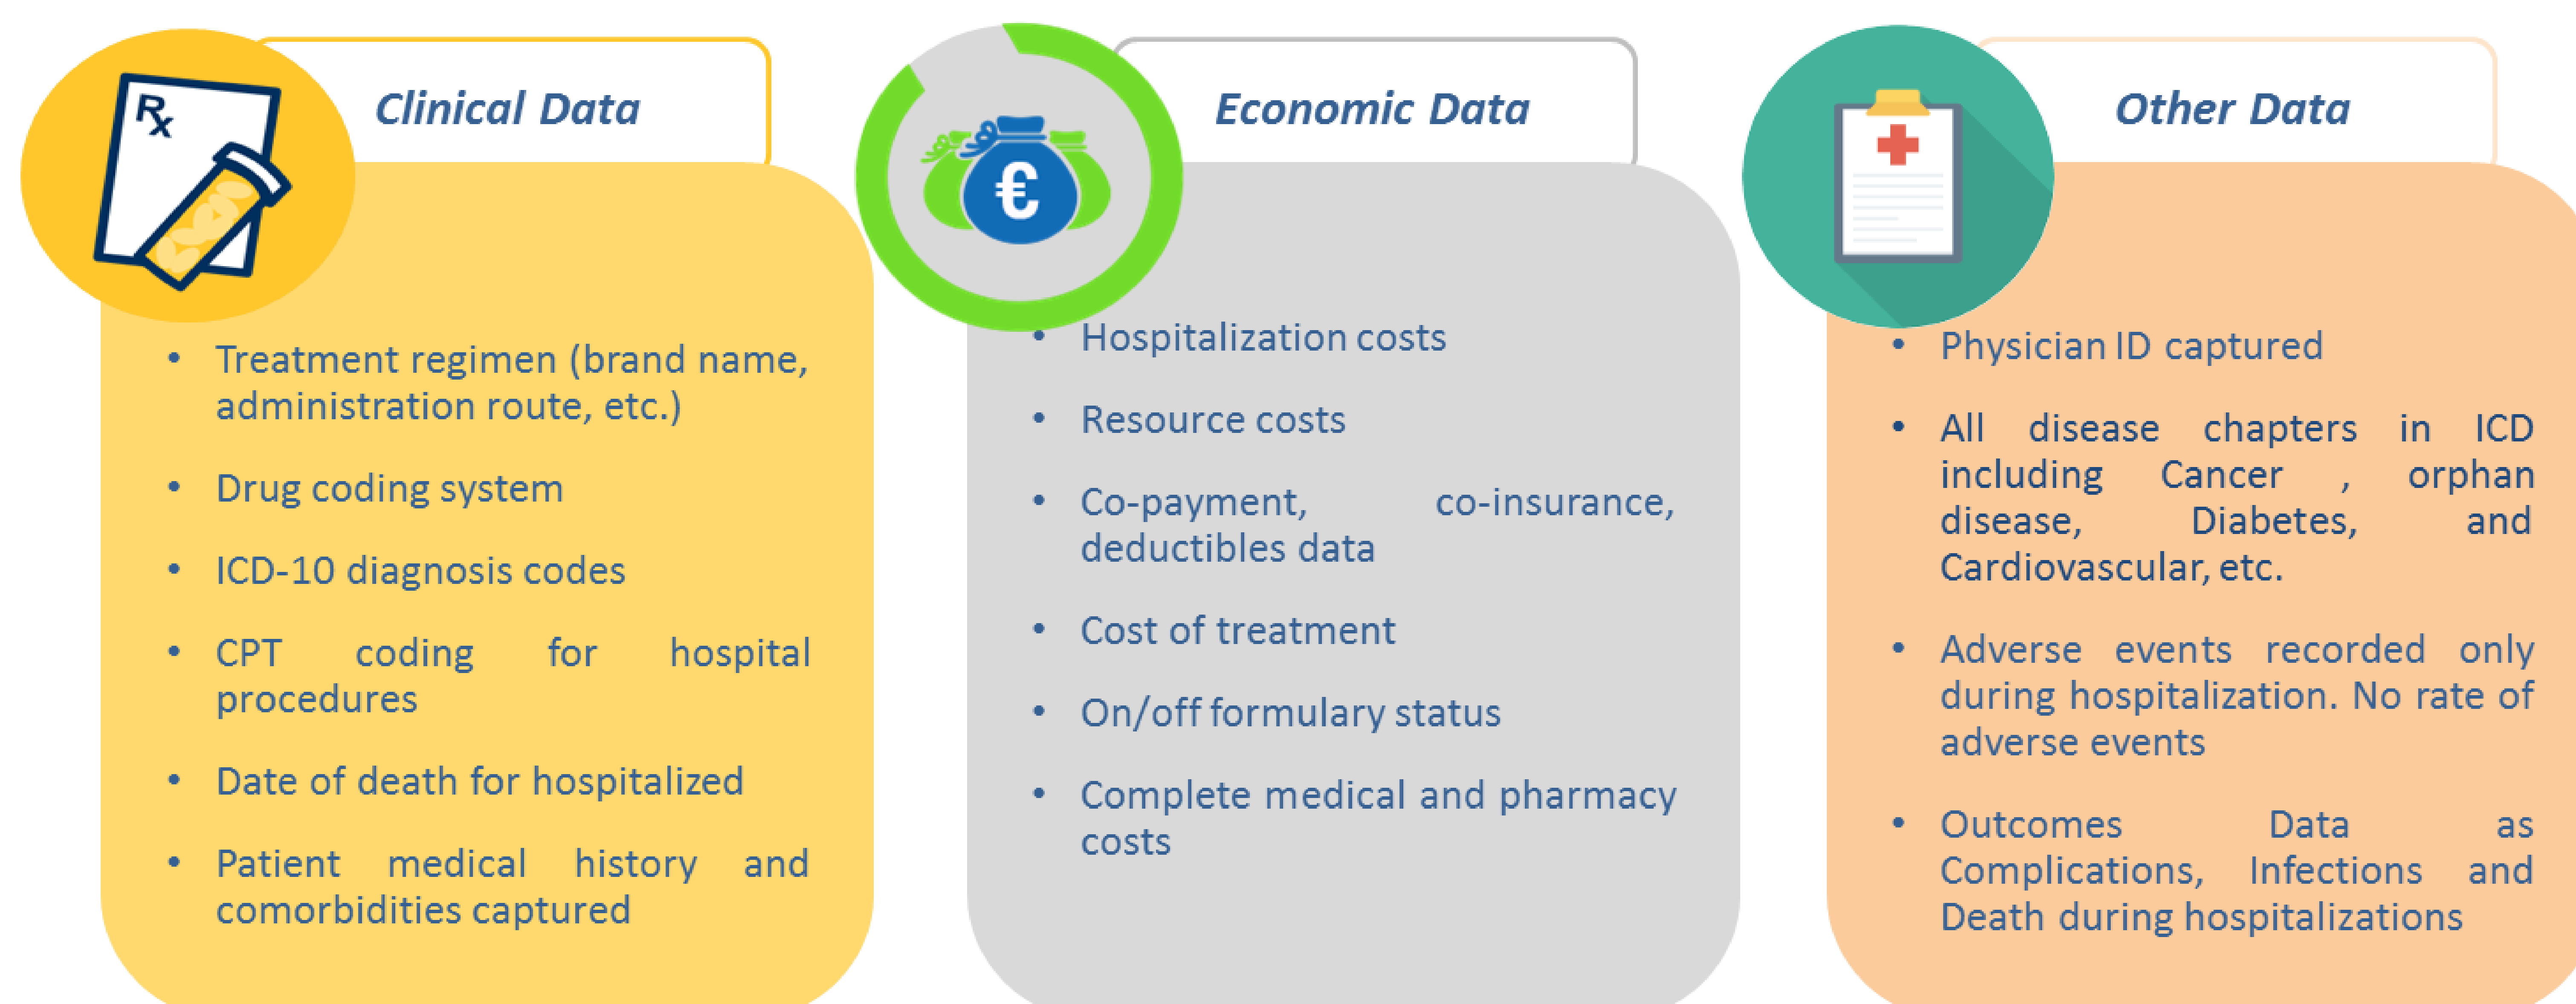 Rx
Clinical Data
• Treatment regimen (brand name,
administration route, etc.)
• Drug coding system
• ICD-10 diagnosis codes
• CPT coding for hospital
procedures
• Date of death for hospitalized
• Patient medical history and
comorbidities captured
€
Economic Data
• Hospitalization costs
• Resource costs
• Co-payment, co-insurance,
deductibles data
• Cost of treatment
• On/off formulary status
• Complete medical and pharmacy
costs
Other Data
• Physician ID captured
• All disease chapters in ICD
including Cancer , orphan
disease, Diabetes, and
Cardiovascular, etc.
• Adverse events recorded only
during hospitalization. No rate of
adverse events
• Outcomes Data as
Complications, Infections and
Death during hospitalizations